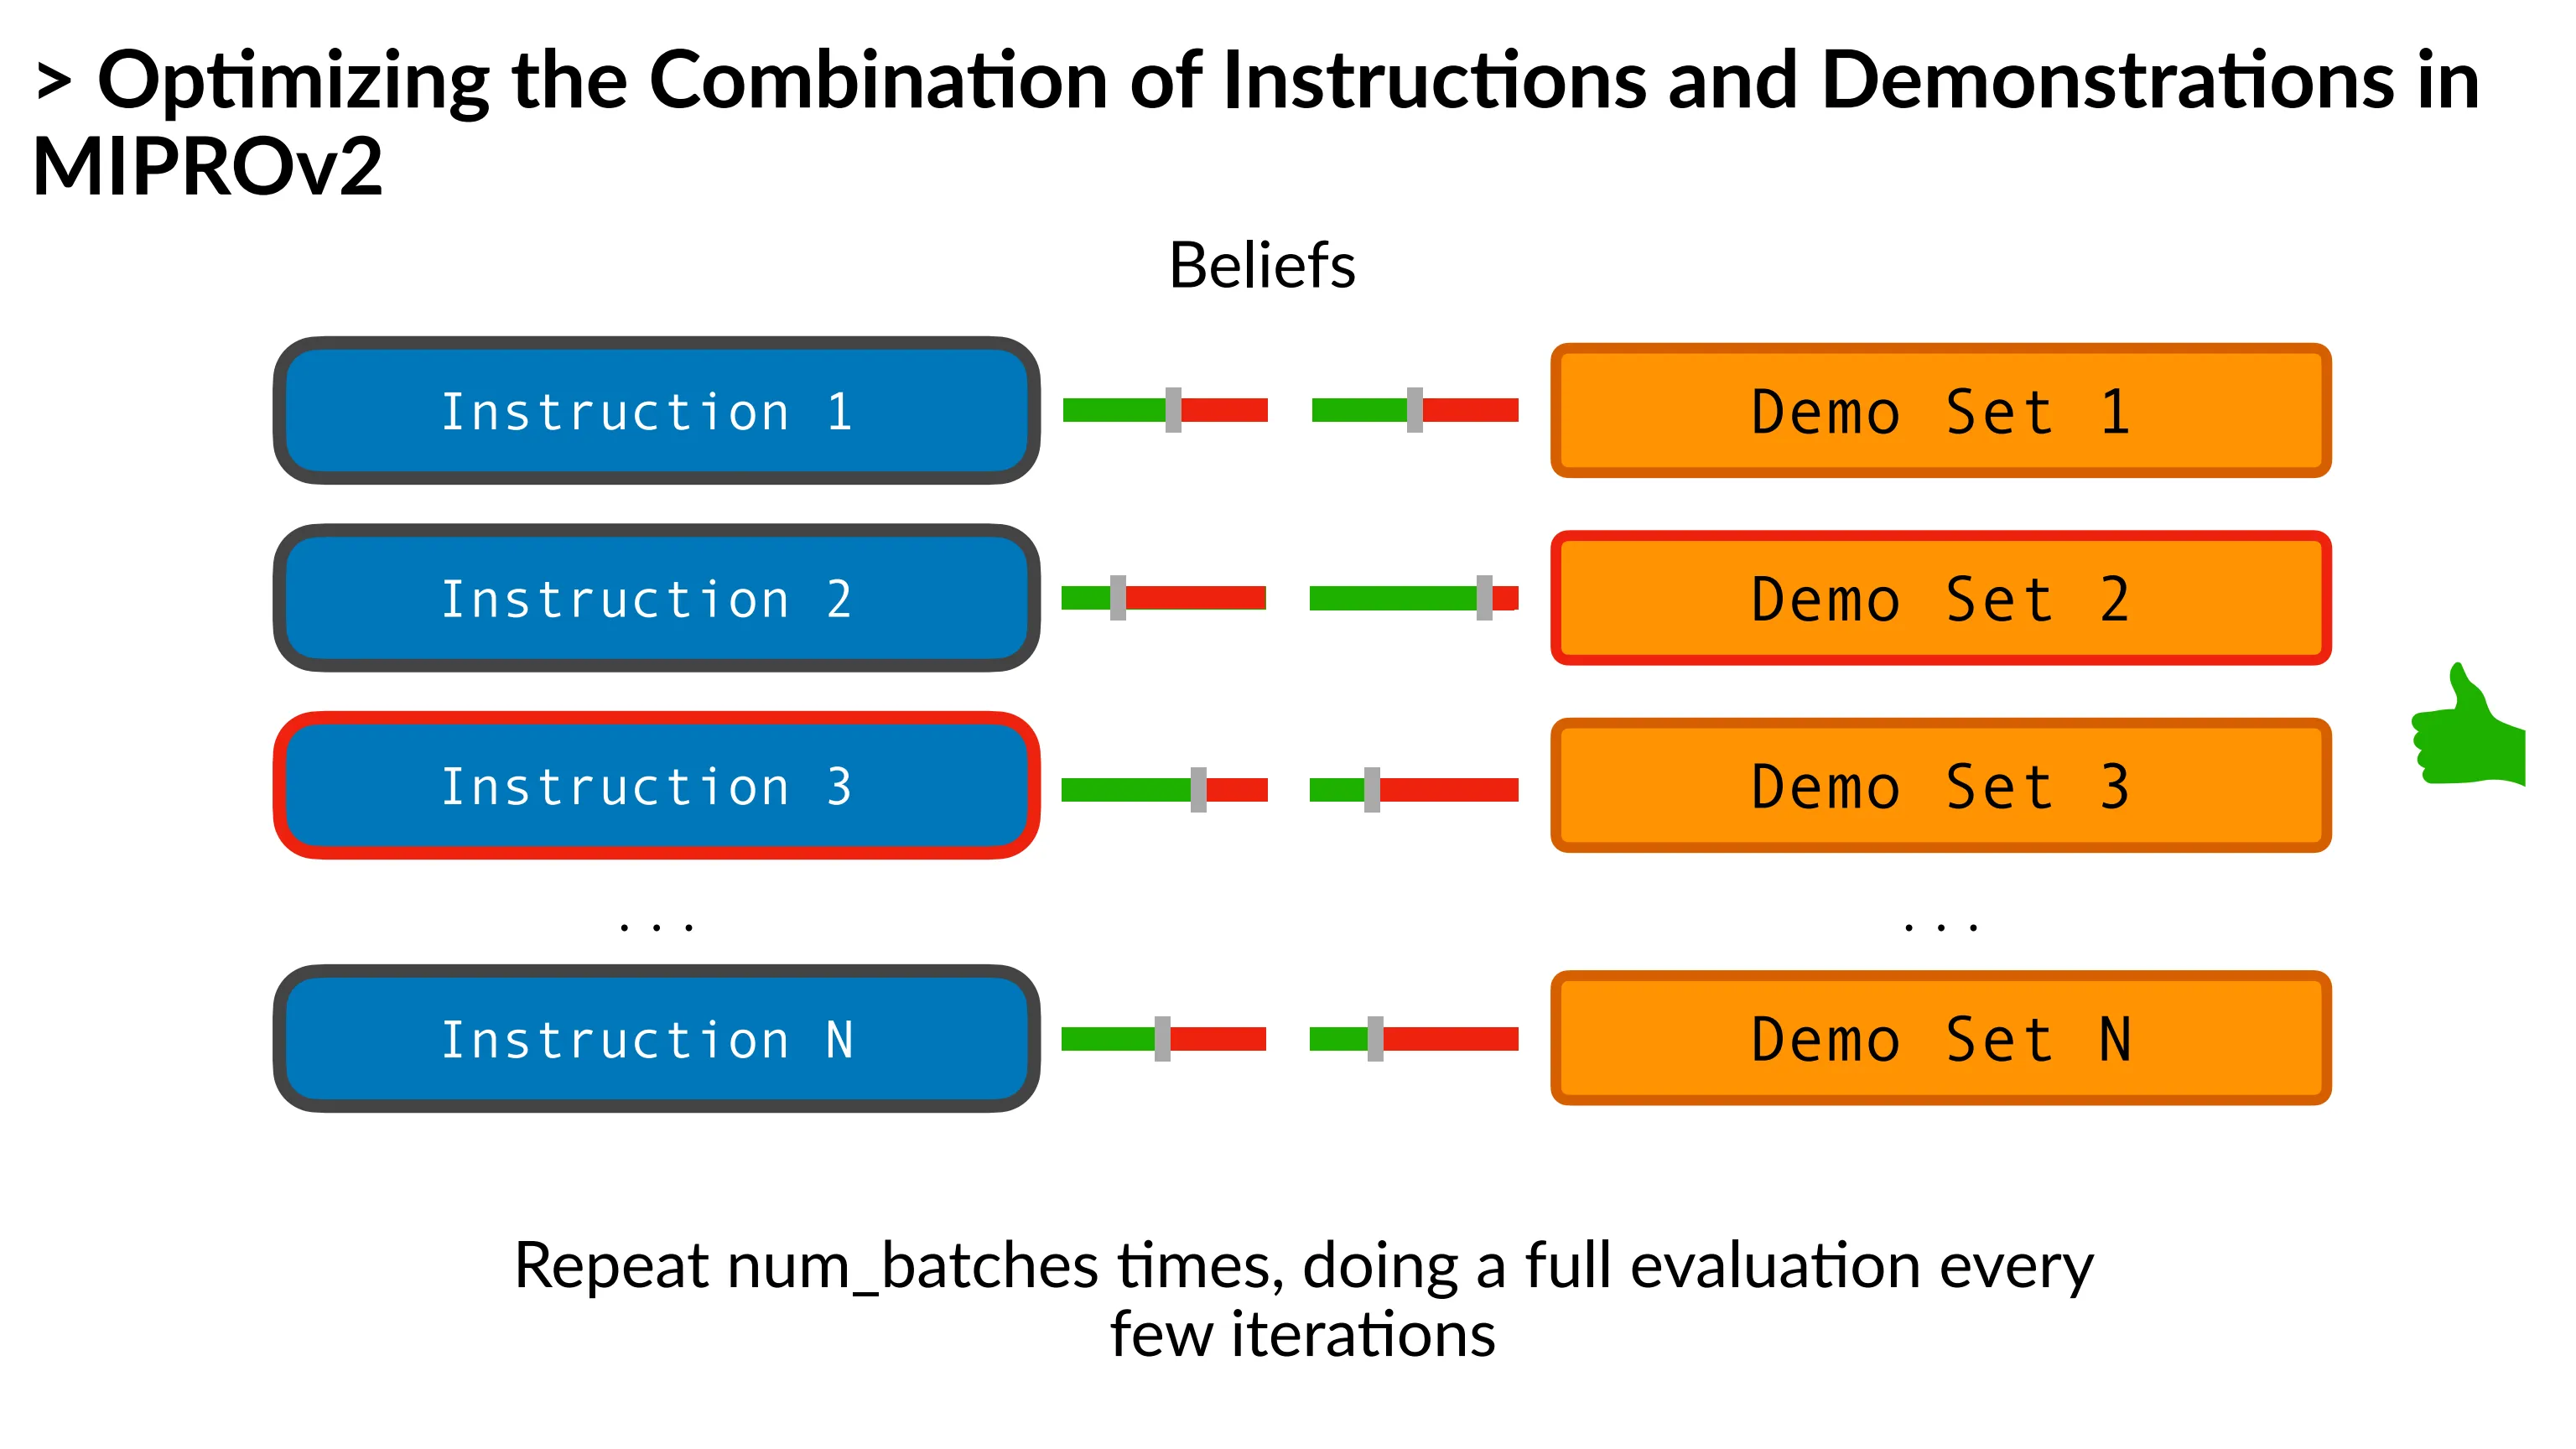 > Optimizing the Combination of Instructions and Demonstrations in
MIPROv2
Beliefs
Instruction 1
Demo Set 1
Instruction 2
Demo Set 2
Instruction 3
Demo Set 3
...
...
Instruction N
Demo Set N
Repeat num_batches times, doing a full evaluation every
few iterations